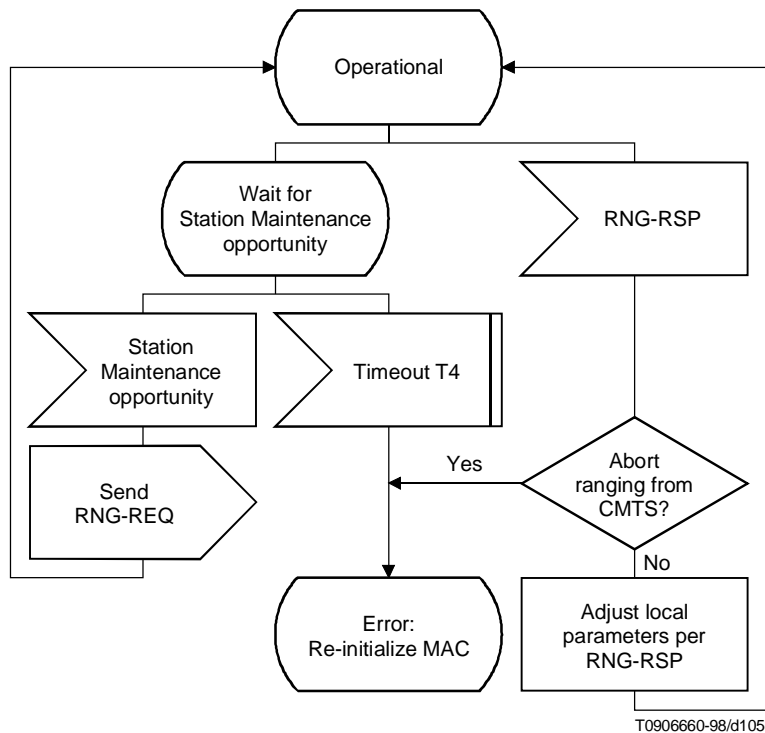 Operational
Wait for
Station Maintenance
opportunity
RNG-RSP
Station
Maintenance
opportunity
Timeout T4
Send
RNG-REQ
Yes
Abort
ranging from
CMTS?
No
Error:
Re-initialize MAC
Adjust local
parameters per
RNG-RSP
T0906660-98/d105